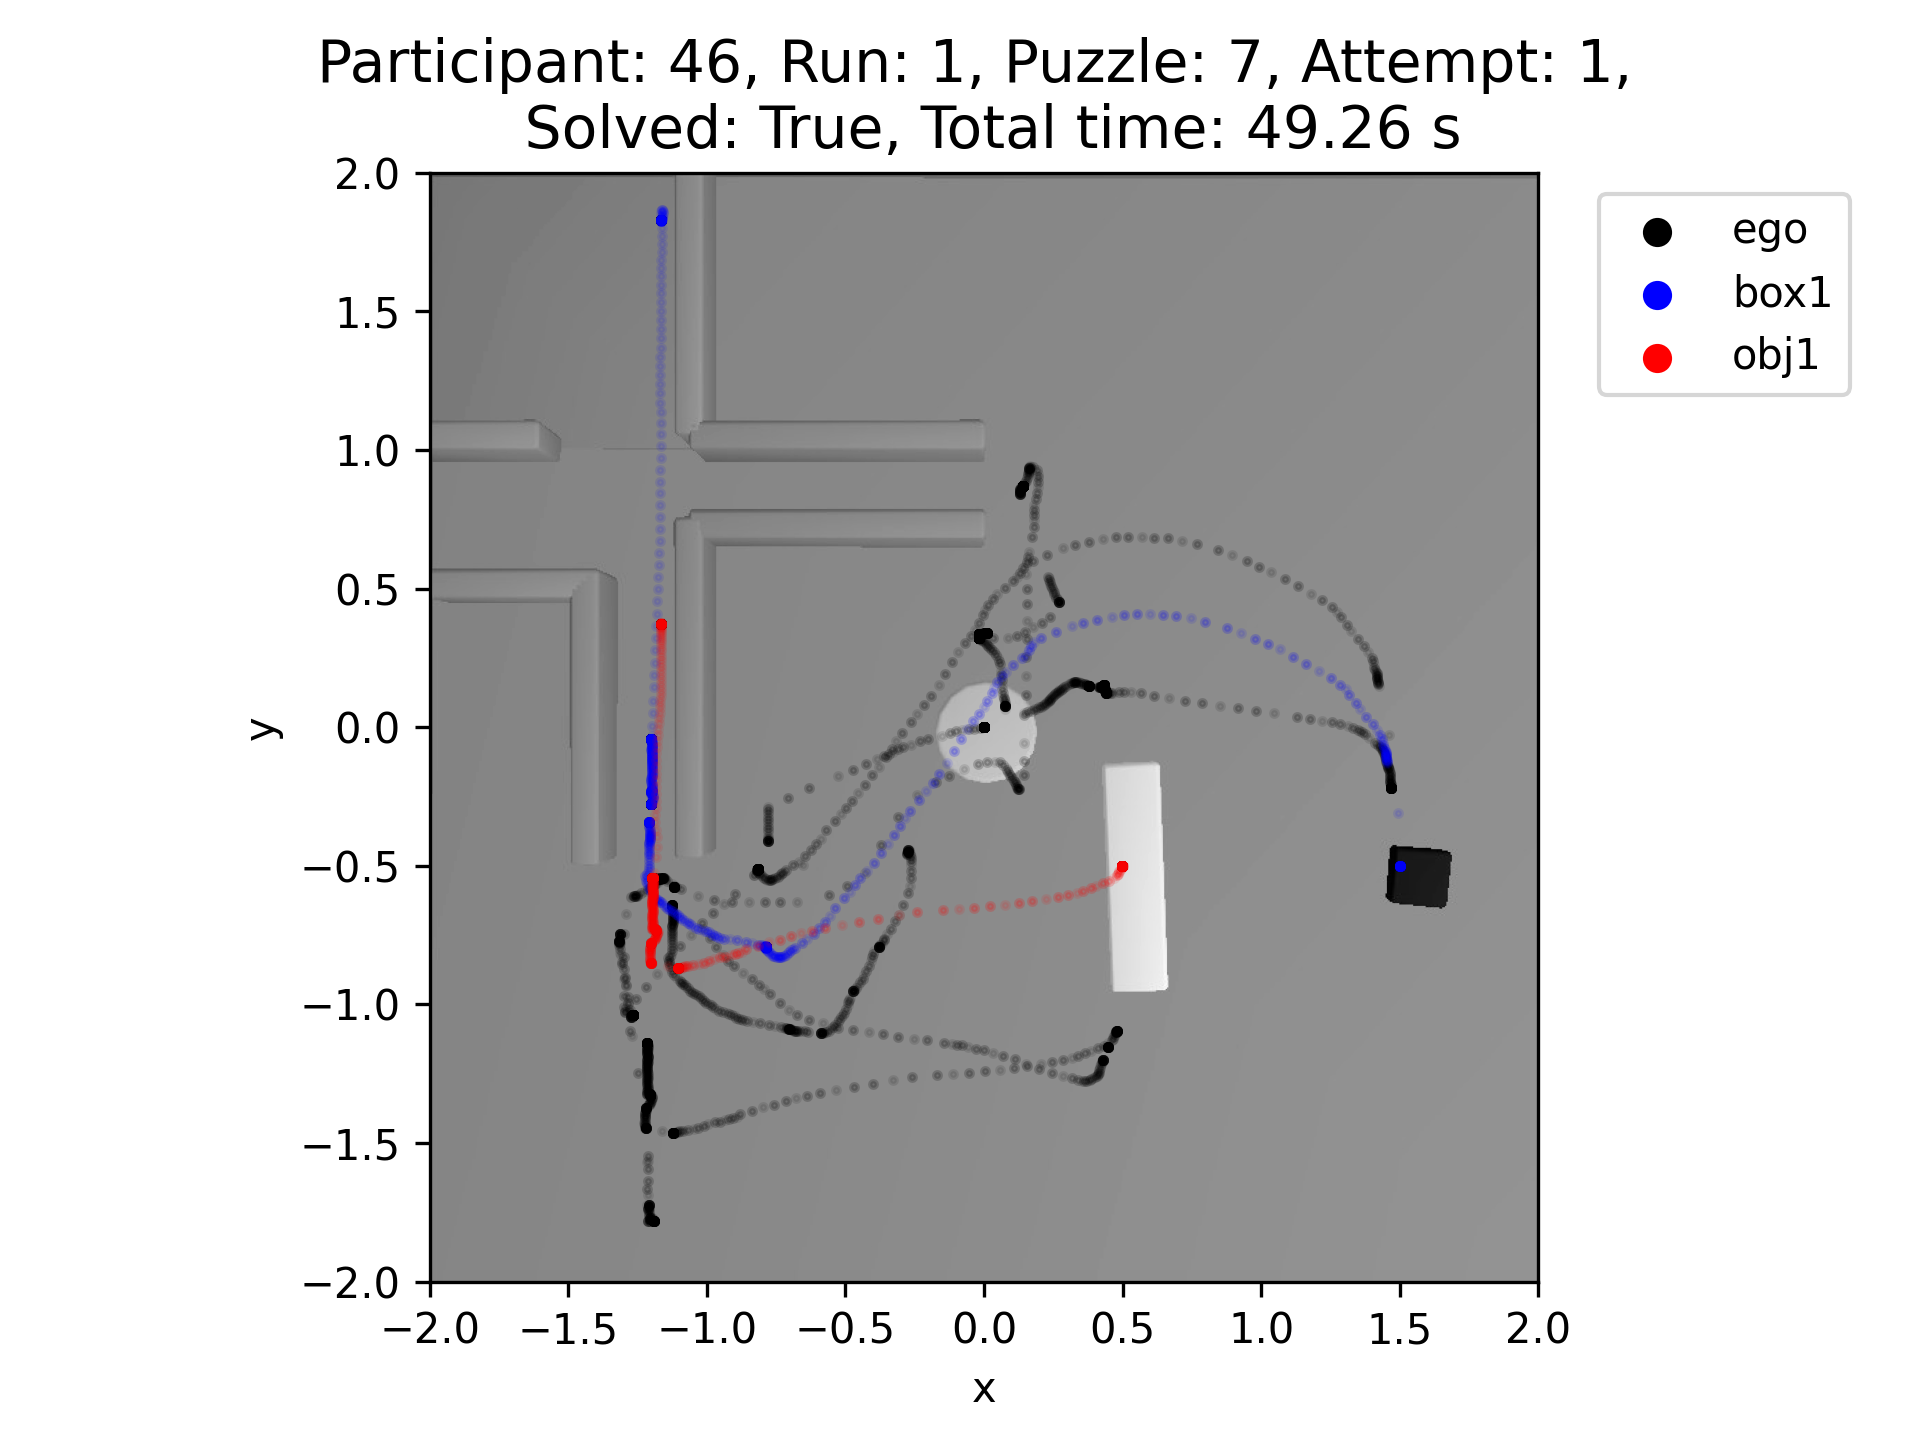 Participant: 46, Run: 1, Puzzle: 7, Attempt: 1,
Solved: True, Total time: 49.26 s
ego
box1
obj1
2.0
1.5
1.0
0.5
0.0
−0.5
−1.0
−1.5
−2.0
y
−2.0 −1.5 −1.0 −0.5 0.0 0.5 1.0 1.5 2.0
x